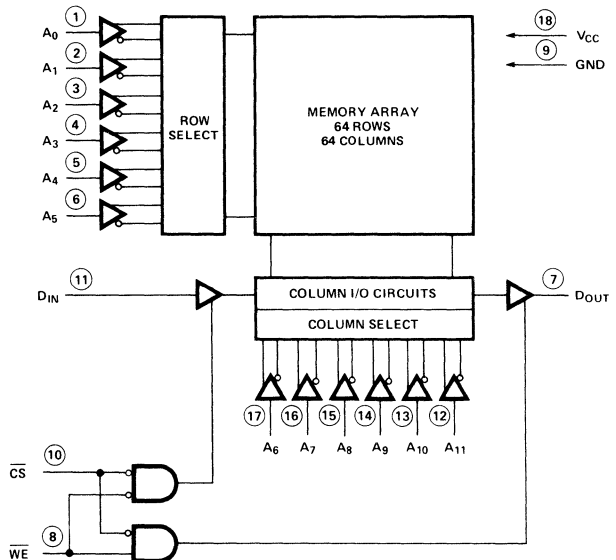 1
A0
18
VCC
2
A1
9
GND
3
A2
ROW
SELECT
MEMORY ARRAY
64 ROWS
64 COLUMNS
4
A3
5
A4
6
A5
11
DIN
COLUMN I/O CIRCUITS
7
DOUT
COLUMN SELECT
17 16 15 14 13 12
A6 A7 A8 A9 A10 A11
10
CS
8
WE